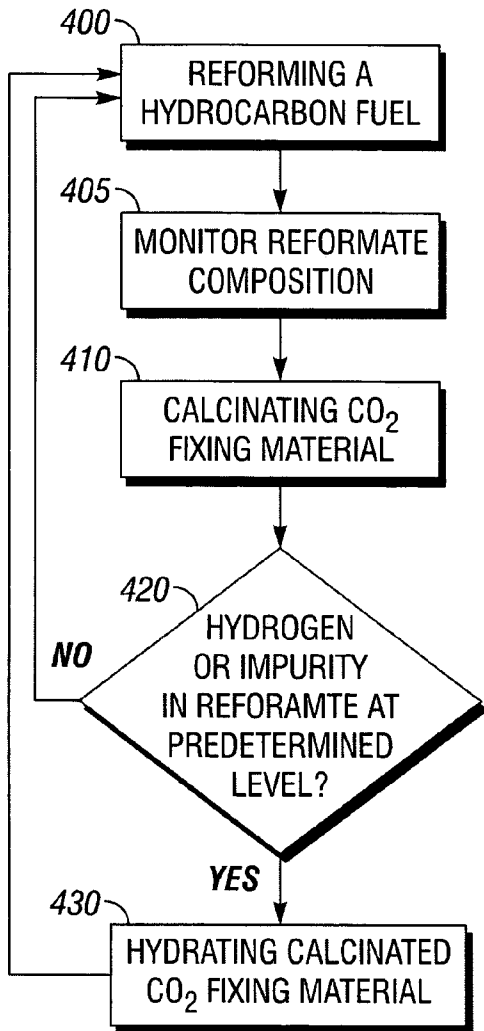 400
REFORMING A
HYDROCARBON FUEL
405
MONITOR REFORMATE
COMPOSITION
410
CALCINATING CO2
FIXING MATERIAL
420
HYDROGEN
OR IMPURITY
IN REFORAMTE AT
PREDETERMINED
LEVEL?
NO
YES
430
HYDRATING CALCINATED
CO2 FIXING MATERIAL